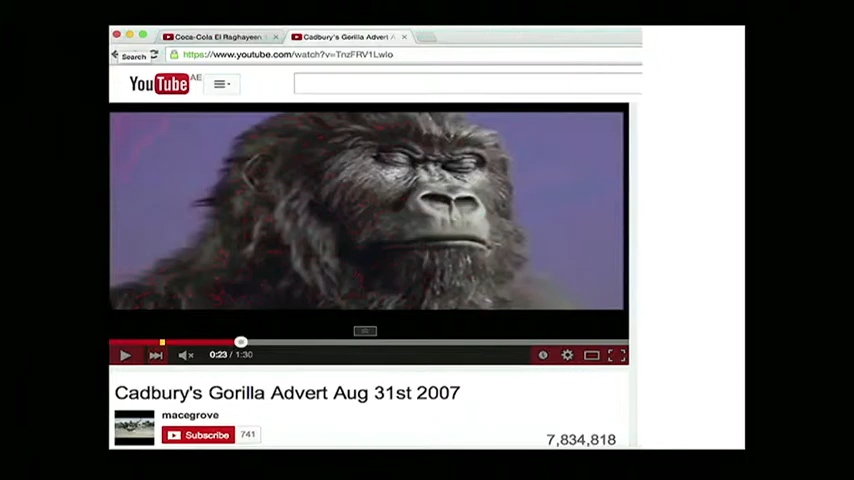 Coca-Cola El Raghayeen
Cadbury's Gorilla Advert A
Search
https://www.youtube.com/watch?v=TnzFRV1LwIo
YouTube AE
0:23 / 1:30
Cadbury's Gorilla Advert Aug 31st 2007
macegrove
Subscribe 741
7,834,818